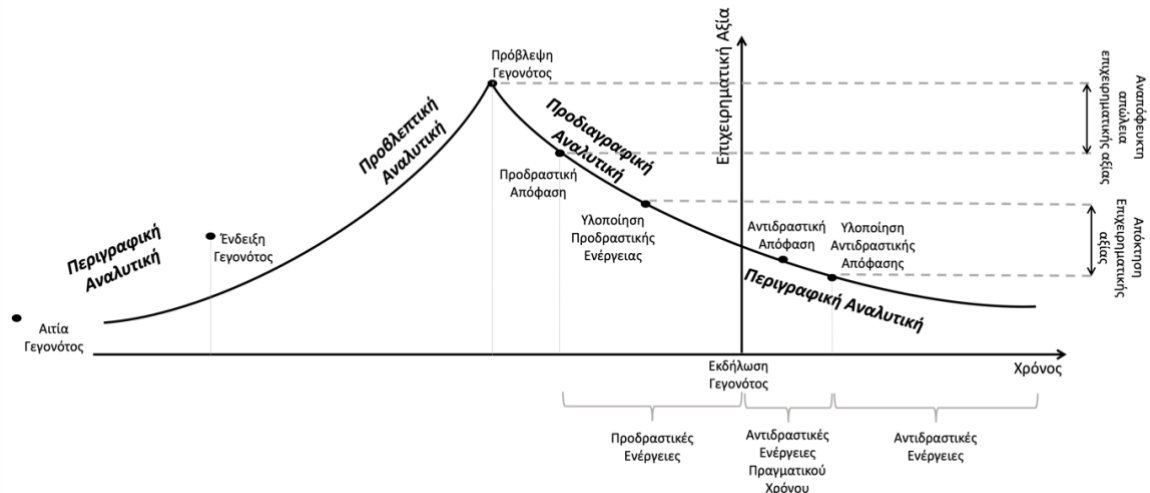 Πρόβλεψη
Γεγονότος
Επιχειρηματική Αξία
Αναπόφευκτη
απώλεια
επιχειρηματικής αξίας
Προβλεπτική
Αναλυτική
Προδιαγραφική
Αναλυτική
Προδραστική
Απόφαση
Υλοποίηση
Προδραστικής
Ενέργειας
Αντιδραστική
Απόφαση
Υλοποίηση
Αντιδραστικής
Απόφασης
Απόκτηση
Επιχειρηματικής
αξίας
Περιγραφική
Αναλυτική
Ένδειξη
Γεγονότος
Περιγραφική Αναλυτική
Αιτία
Γεγονότος
Εκδήλωση
Γεγονότος
Χρόνος
Προδραστικές
Ενέργειες
Αντιδραστικές
Ενέργειες
Πραγματικού
Χρόνου
Αντιδραστικές
Ενέργειες